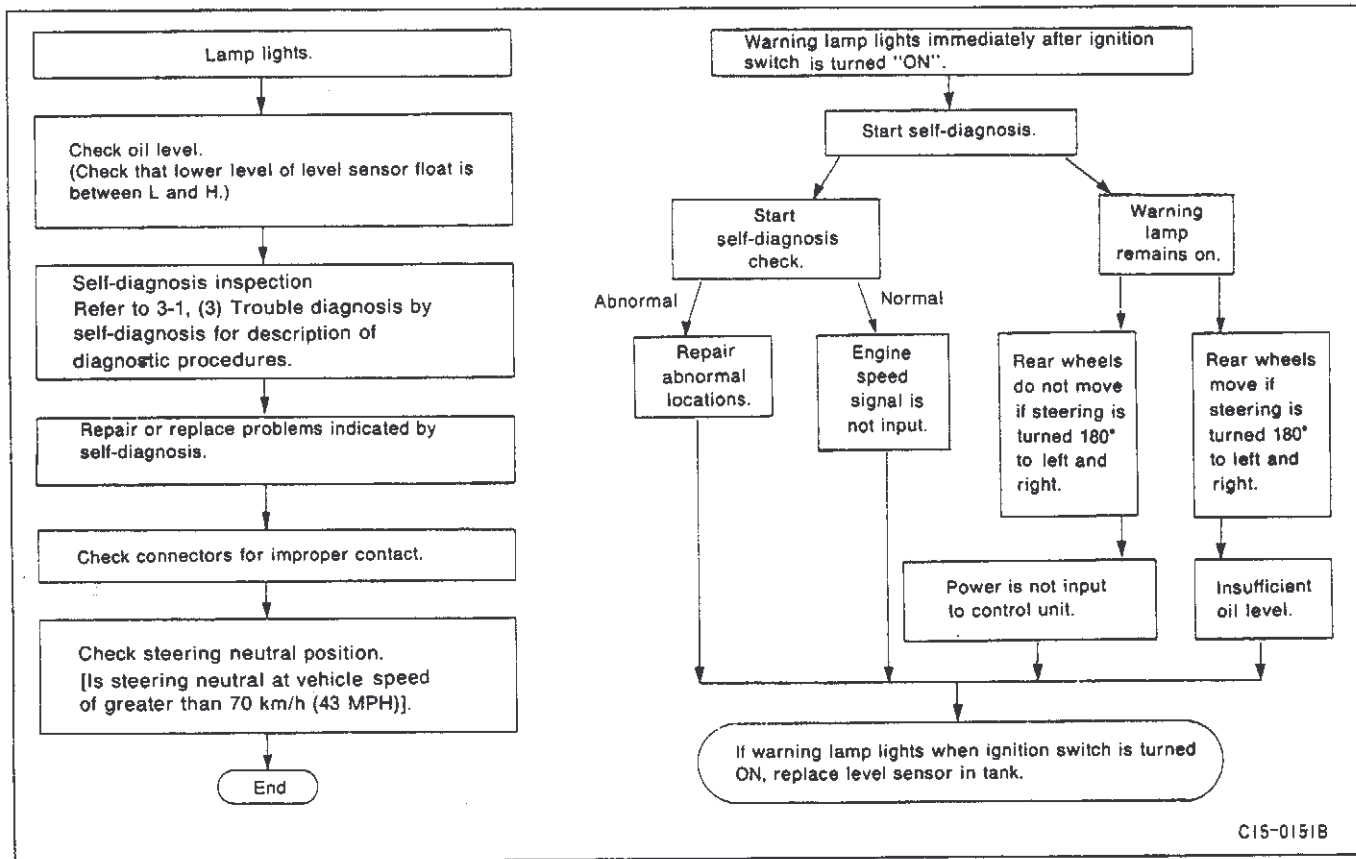 Lamp lights.
Check oil level.
(Check that lower level of level sensor float is
between L and H.)
Self-diagnosis inspection
Refer to 3-1, (3) Trouble diagnosis by
self-diagnosis for description of
diagnostic procedures.
Repair or replace problems indicated by
self-diagnosis.
Check connectors for improper contact.
Check steering neutral position.
[Is steering neutral at vehicle speed
of greater than 70 km/h (43 MPH)].
End
Warning lamp lights immediately after ignition
switch is turned "ON".
Start self-diagnosis.
Start
self-diagnosis
check.
Warning
lamp
remains on.
Abnormal
Normal
Repair
abnormal
locations.
Engine
speed
signal is
not input.
Rear wheels
do not move
if steering is
turned 180°
to left and
right.
Rear wheels
move if
steering is
turned 180°
to left and
right.
Power is not input
to control unit.
Insufficient
oil level.
If warning lamp lights when ignition switch is turned
ON, replace level sensor in tank.
C15-0151B